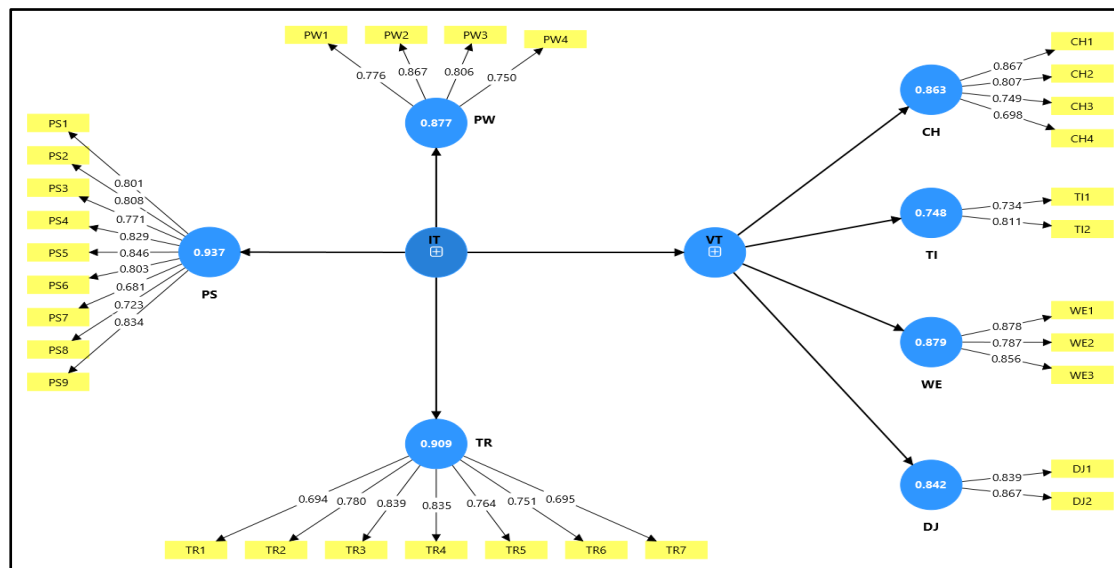 PW1 PW2 PW3 PW4
0.776 0.867 0.806 0.750
0.877
PW
PS1
PS2
PS3
PS4
PS5
PS6
PS7
PS8
PS9
0.801
0.808
0.771
0.829
0.846
0.803
0.681
0.723
0.834
0.937
PS
IT
VT
0.909
TR
0.694 0.780 0.839 0.835 0.764 0.751 0.695
TR1 TR2 TR3 TR4 TR5 TR6 TR7
0.863
CH
0.867
0.807
0.749
0.698
CH1
CH2
CH3
CH4
0.748
TI
0.734
0.811
TI1
TI2
0.879
WE
0.878
0.787
0.856
WE1
WE2
WE3
0.842
DJ
0.839
0.867
DJ1
DJ2